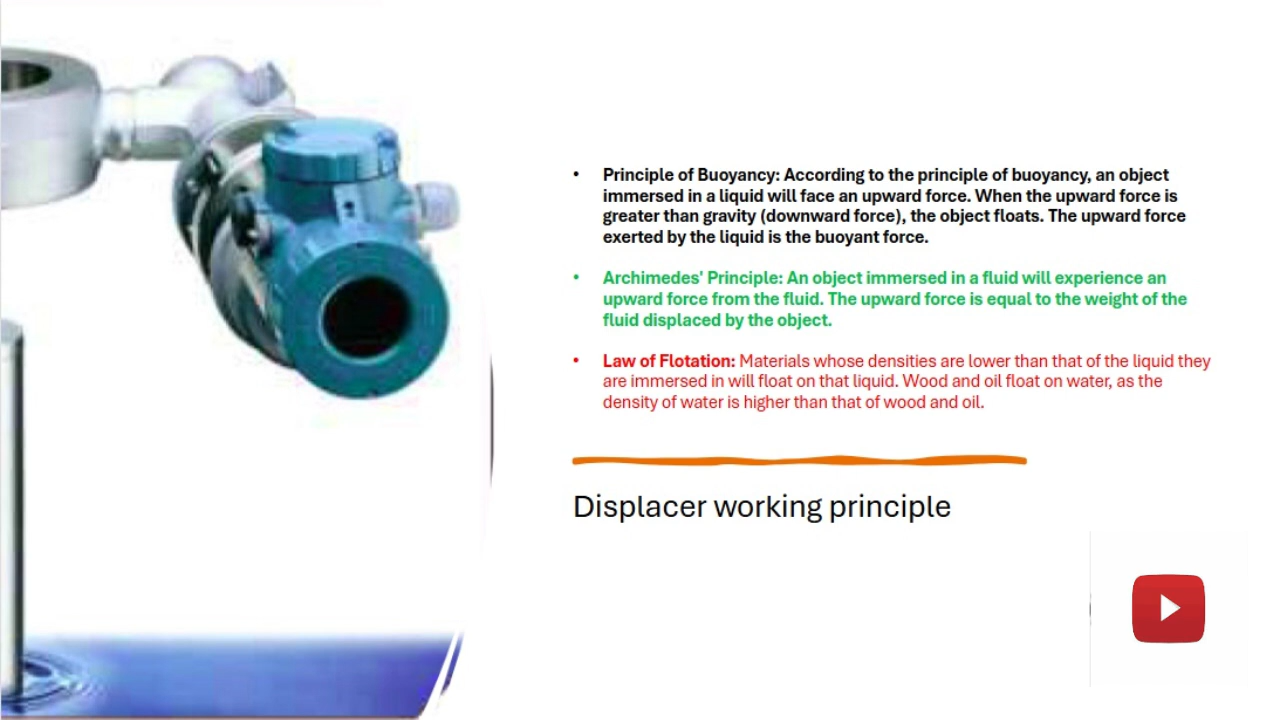 • Principle of Buoyancy: According to the principle of buoyancy, an object
immersed in a liquid will face an upward force. When the upward force is
greater than gravity (downward force), the object floats. The upward force
exerted by the liquid is the buoyant force.
• Archimedes' Principle: An object immersed in a fluid will experience an
upward force from the fluid. The upward force is equal to the weight of the
fluid displaced by the object.
• Law of Flotation: Materials whose densities are lower than that of the liquid they
are immersed in will float on that liquid. Wood and oil float on water, as the
density of water is higher than that of wood and oil.
Displacer working principle